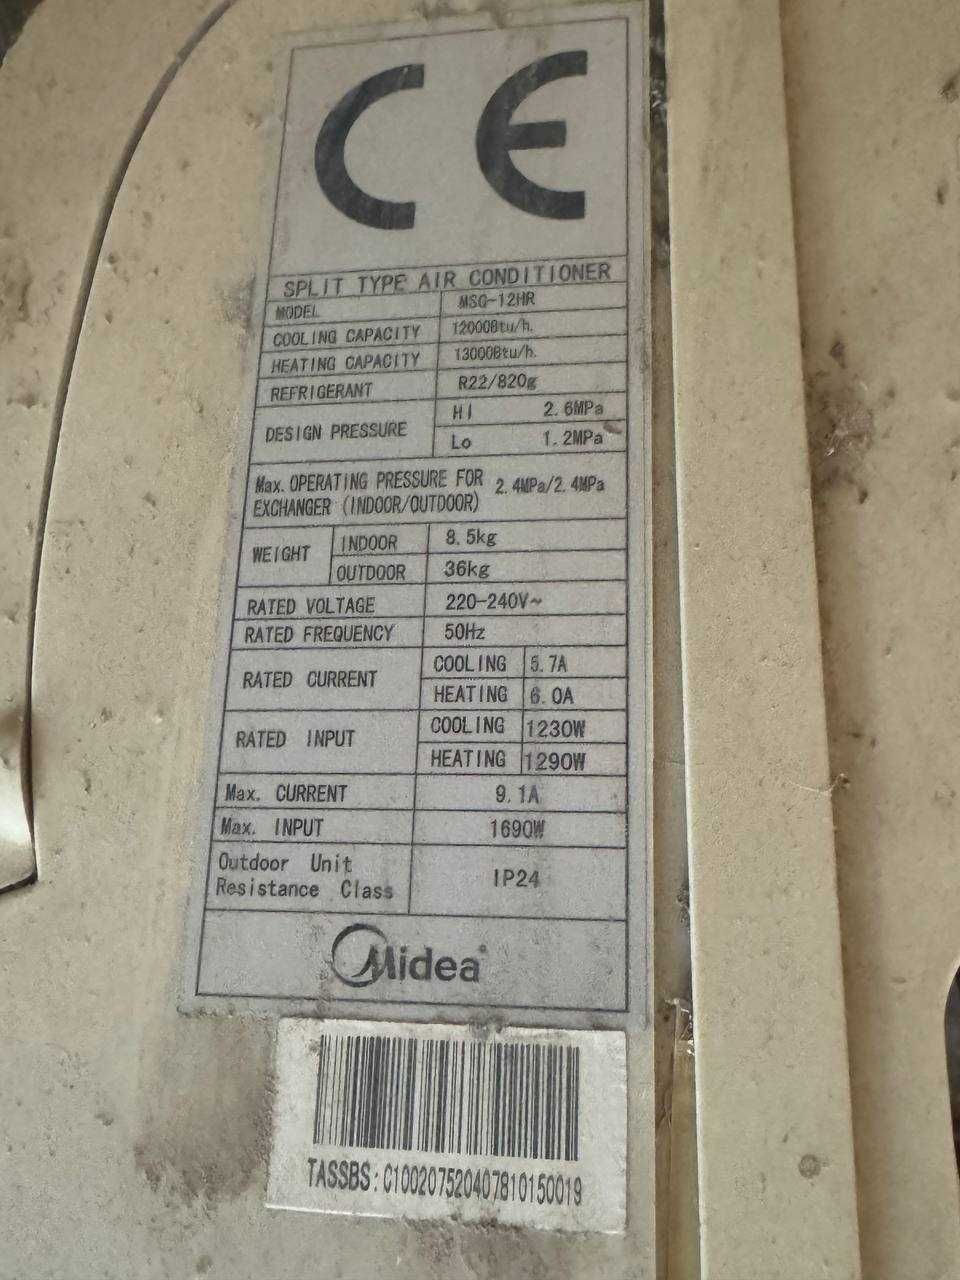 CE
SPLIT TYPE AIR CONDITIONER
MODEL MSG-12HR
COOLING CAPACITY 12000Btu/h.
HEATING CAPACITY 13000Btu/h.
REFRIGERANT R22/820g
DESIGN PRESSURE
HI 2.6MPa
Lo 1.2MPa
Max. OPERATING PRESSURE FOR
EXCHANGER (INDOOR/OUTDOOR)
2.4MPa/2.4MPa
WEIGHT
INDOOR 8.5kg
OUTDOOR 36kg
RATED VOLTAGE 220-240V~
RATED FREQUENCY 50Hz
RATED CURRENT
COOLING 5.7A
HEATING 6.0A
RATED INPUT
COOLING 1230W
HEATING 1290W
Max. CURRENT 9.1A
Max. INPUT 1690W
Outdoor Unit
Resistance Class
IP24
Midea
TASSBS:C100207520407810150019